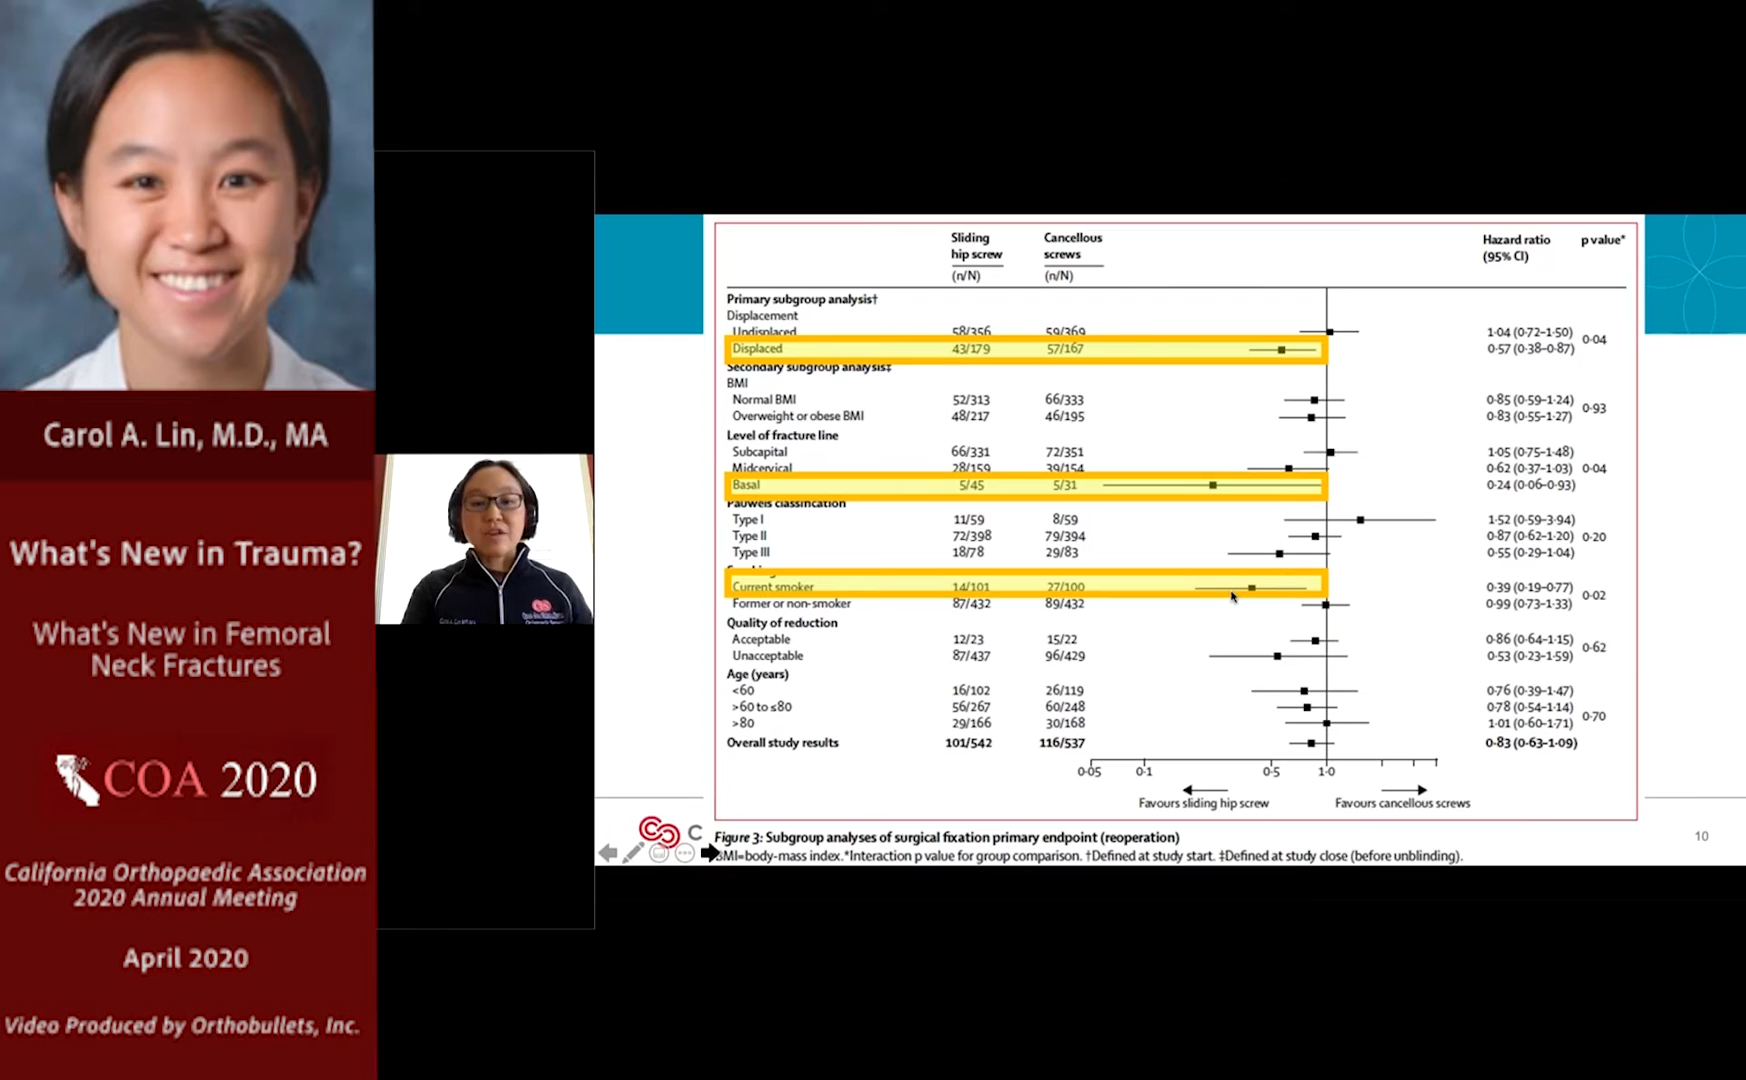 Carol A. Lin, M.D., MA
What's New in Trauma?
What's New in Femoral
Neck Fractures
COA 2020
California Orthopaedic Association
2020 Annual Meeting
April 2020
Video Produced by Orthobullets, Inc.
Sliding hip screw (n/N) Cancellous screws (n/N) Hazard ratio (95% CI) p value*
Primary subgroup analysis†
Displacement
Undisplaced 58/356 59/369 1·04 (0·72–1·50) 0·04
Displaced 43/179 57/167 0·57 (0·38–0·87)
Secondary subgroup analysis‡
BMI
Normal BMI 52/313 66/333 0·85 (0·59–1·24) 0·93
Overweight or obese BMI 48/217 46/195 0·83 (0·55–1·27)
Level of fracture line
Subcapital 66/331 72/351 1·05 (0·75–1·48)
Midcervical 28/159 39/154 0·62 (0·37–1·03) 0·04
Basal 5/45 5/31 0·24 (0·06–0·93)
Pauwels classification
Type I 11/59 8/59 1·52 (0·59–3·94)
Type II 72/398 79/394 0·87 (0·62–1·20) 0·20
Type III 18/78 29/83 0·55 (0·29–1·04)
Current smoker 14/101 27/100 0·39 (0·19–0·77) 0·02
Former or non-smoker 87/432 89/432 0·99 (0·73–1·33)
Quality of reduction
Acceptable 12/23 15/22 0·86 (0·64–1·15) 0·62
Unacceptable 87/437 96/429 0·53 (0·23–1·59)
Age (years)
<60 16/102 26/119 0·76 (0·39–1·47)
>60 to ≤80 56/267 60/248 0·78 (0·54–1·14) 0·70
>80 29/166 30/168 1·01 (0·60–1·71)
Overall study results 101/542 116/537 0·83 (0·63–1·09)
0·05 0·1 0·5 1·0
Favours sliding hip screw Favours cancellous screws
C
Figure 3: Subgroup analyses of surgical fixation primary endpoint (reoperation)
BMI=body-mass index.*Interaction p value for group comparison. †Defined at study start. ‡Defined at study close (before unblinding).
10